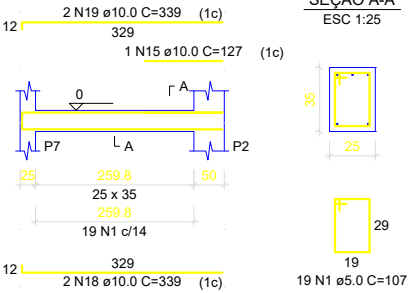 2 N19 ø10.0 C=339 (1c)
SEÇÃO A-A
ESC 1:25
12
329
1 N15 ø10.0 C=127 (1c)
A
0
35
P7
A
P2
25
259.8
50
25
25 x 35
259.8
19 N1 c/14
29
12
329
19
2 N18 ø10.0 C=339 (1c)
19 N1 ø5.0 C=107